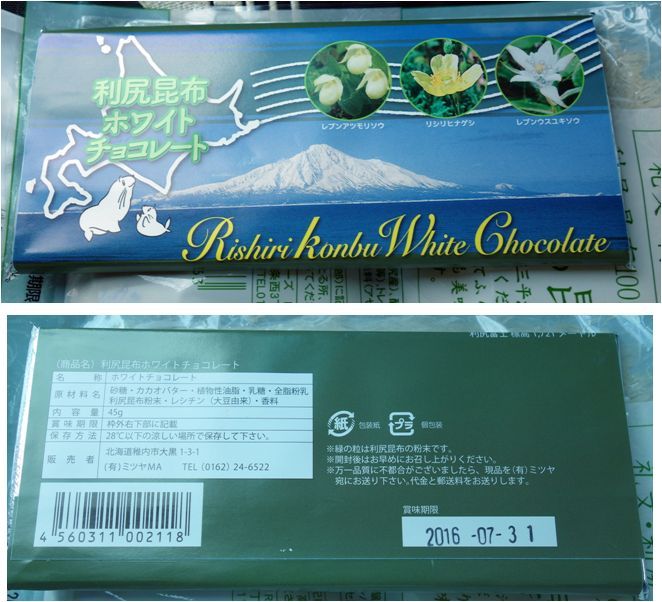 利尻昆布
ホワイト
チョコレート
レブンアツモリソウ
リシリヒナゲシ
レブンウスユキソウ
Rishiri Konbu White Chocolate
(商品名) 利尻昆布ホワイトチョコレート
名 称 ホワイトチョコレート
原材料名 砂糖・カカオバター・植物性油脂・乳糖・全脂粉乳
利尻昆布粉末・レシチン(大豆由来)・香料
内 容 量 45g
賞味期限 枠外右下部に記載
保存方法 28℃以下の涼しい場所で保存して下さい。
販 売 者 北海道稚内市大黒 1-3-1
(有)ミツヤMA TEL (0162) 24-6522
4 560311 002118
紙 包装紙 プラ 個包装
※緑の粒は利尻昆布の粉末です。
※開封後はお早めにお召し上がりください。
※万一品質に不都合がございましたら、現品を(有)ミツヤ
宛にお送り下さい。代金と郵送料をお送りします。
賞味期限
2016 -07- 3 1